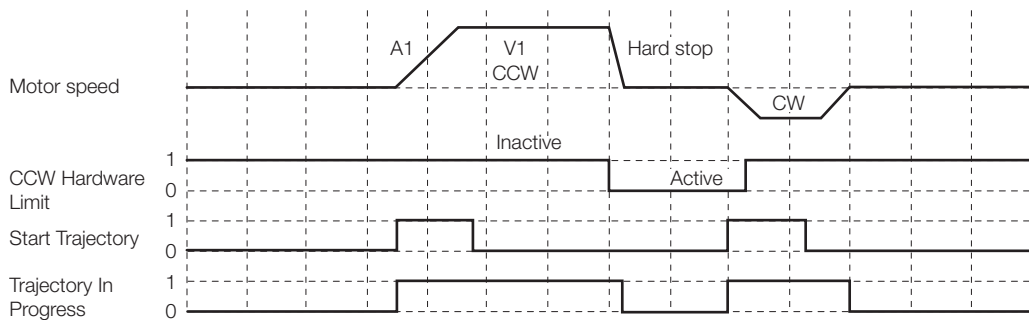 A1
V1
CCW
Hard stop
Motor speed
CW
Inactive
1
CCW Hardware
Limit
0
Active
1
Start Trajectory
0
Trajectory In
Progress
1
0